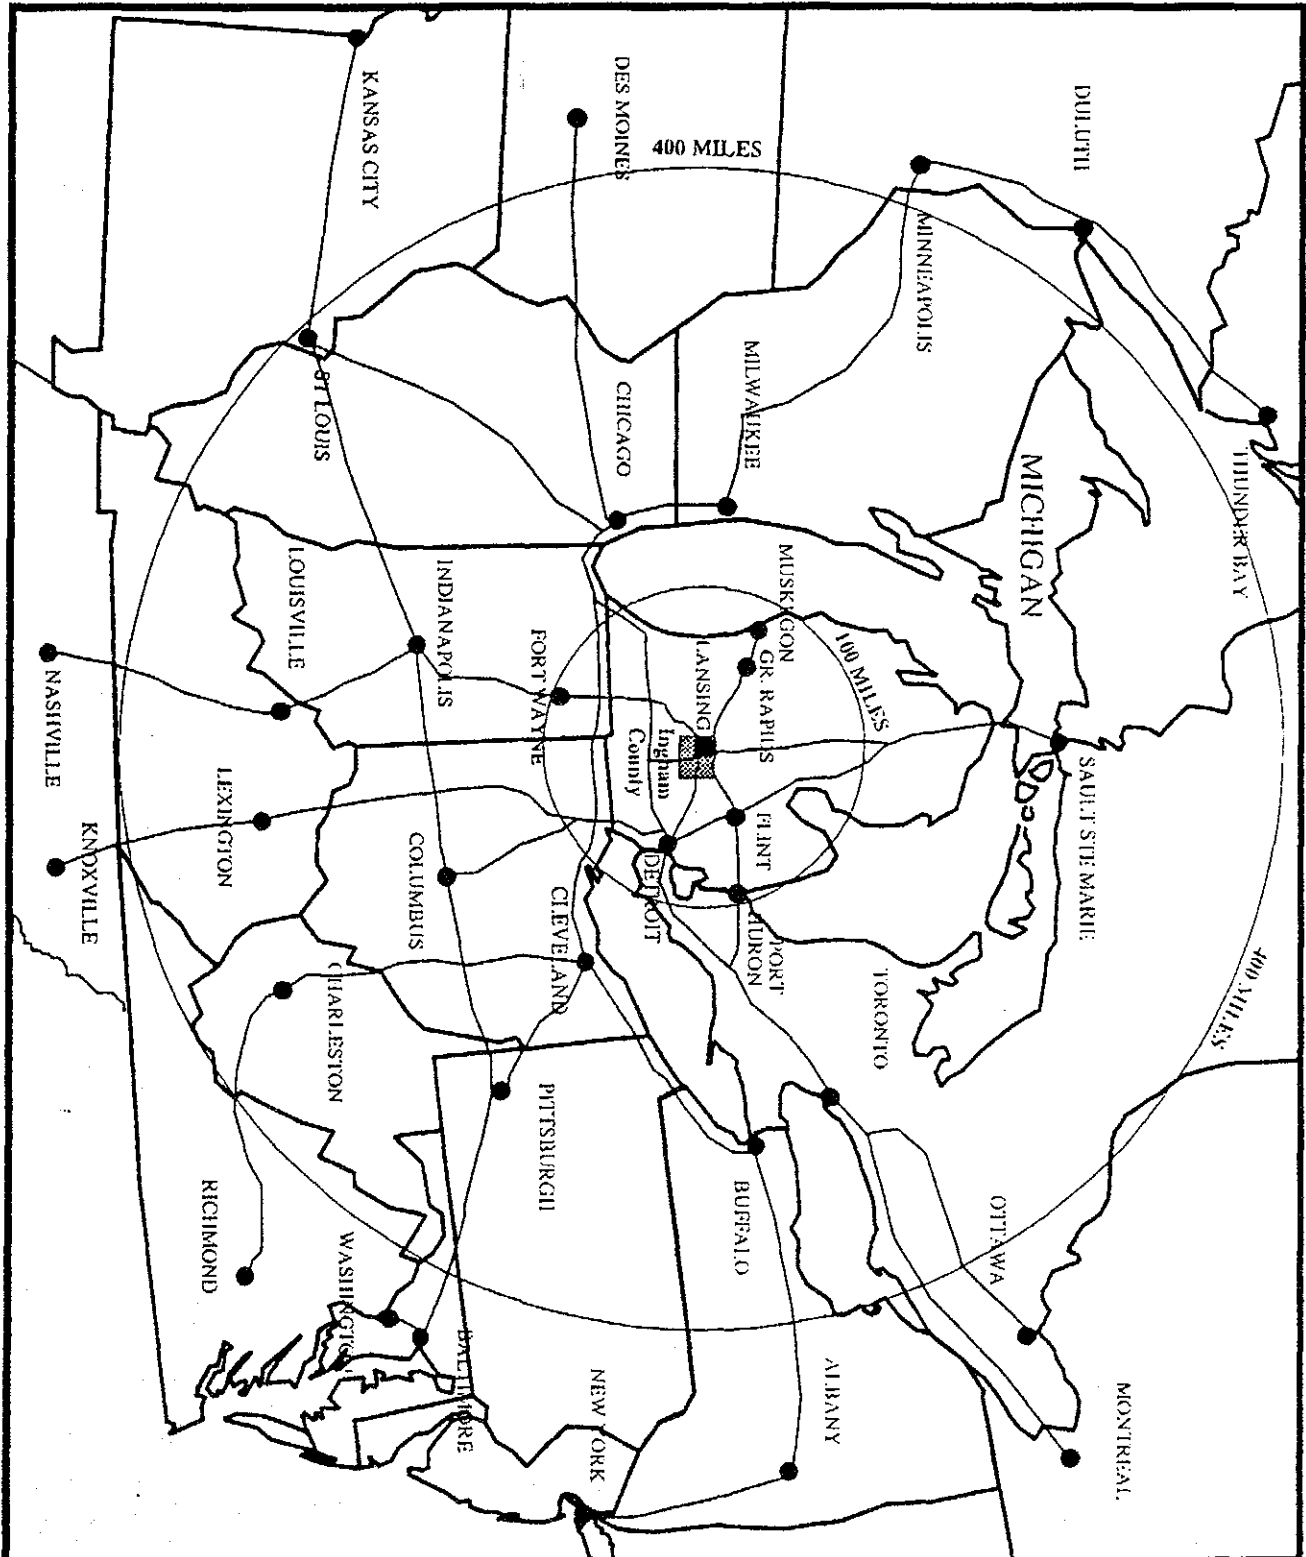 THUNDER BAY
DULUTH
SAULT STE MARIE
MONTREAL
MICHIGAN
400 MILES
OTTAWA
MINNEAPOLIS
TORONTO
100 MILES
ALBANY
MILWAUKEE
MUSKEGON
GR. RAPIDS
FLINT
PORT
HURON
BUFFALO
400 MILES
LANSING
Ingham
County
DETROIT
DES MOINES
CHICAGO
NEW YORK
FORT WAYNE
CLEVELAND
PITTSBURGH
INDIANAPOLIS
COLUMBUS
BALTIMORE
KANSAS CITY
ST LOUIS
LOUISVILLE
CHARLESTON
WASHINGTON
LEXINGTON
RICHMOND
NASHVILLE
KNOXVILLE